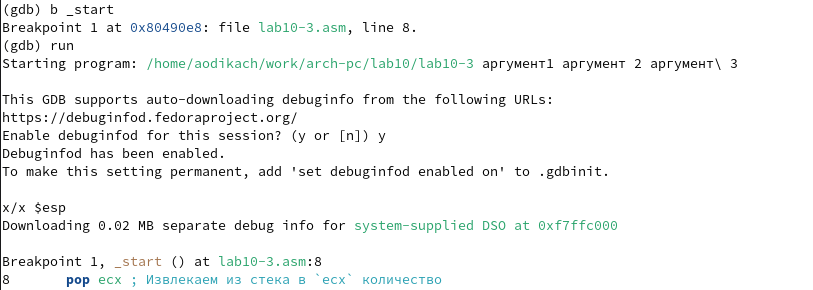 (gdb) b _start
Breakpoint 1 at 0x80490e8: file lab10-3.asm, line 8.
(gdb) run
Starting program: /home/aodikach/work/arch-pc/lab10/lab10-3 аргумент1 аргумент 2 аргумент\ 3
This GDB supports auto-downloading debuginfo from the following URLs:
https://debuginfod.fedoraproject.org/
Enable debuginfod for this session? (y or [n]) y
Debuginfod has been enabled.
To make this setting permanent, add 'set debuginfod enabled on' to .gdbinit.
x/x $esp
Downloading 0.02 MB separate debug info for system-supplied DSO at 0xf7ffc000
Breakpoint 1, _start () at lab10-3.asm:8
8 pop ecx ; Извлекаем из стека в `ecx` количество